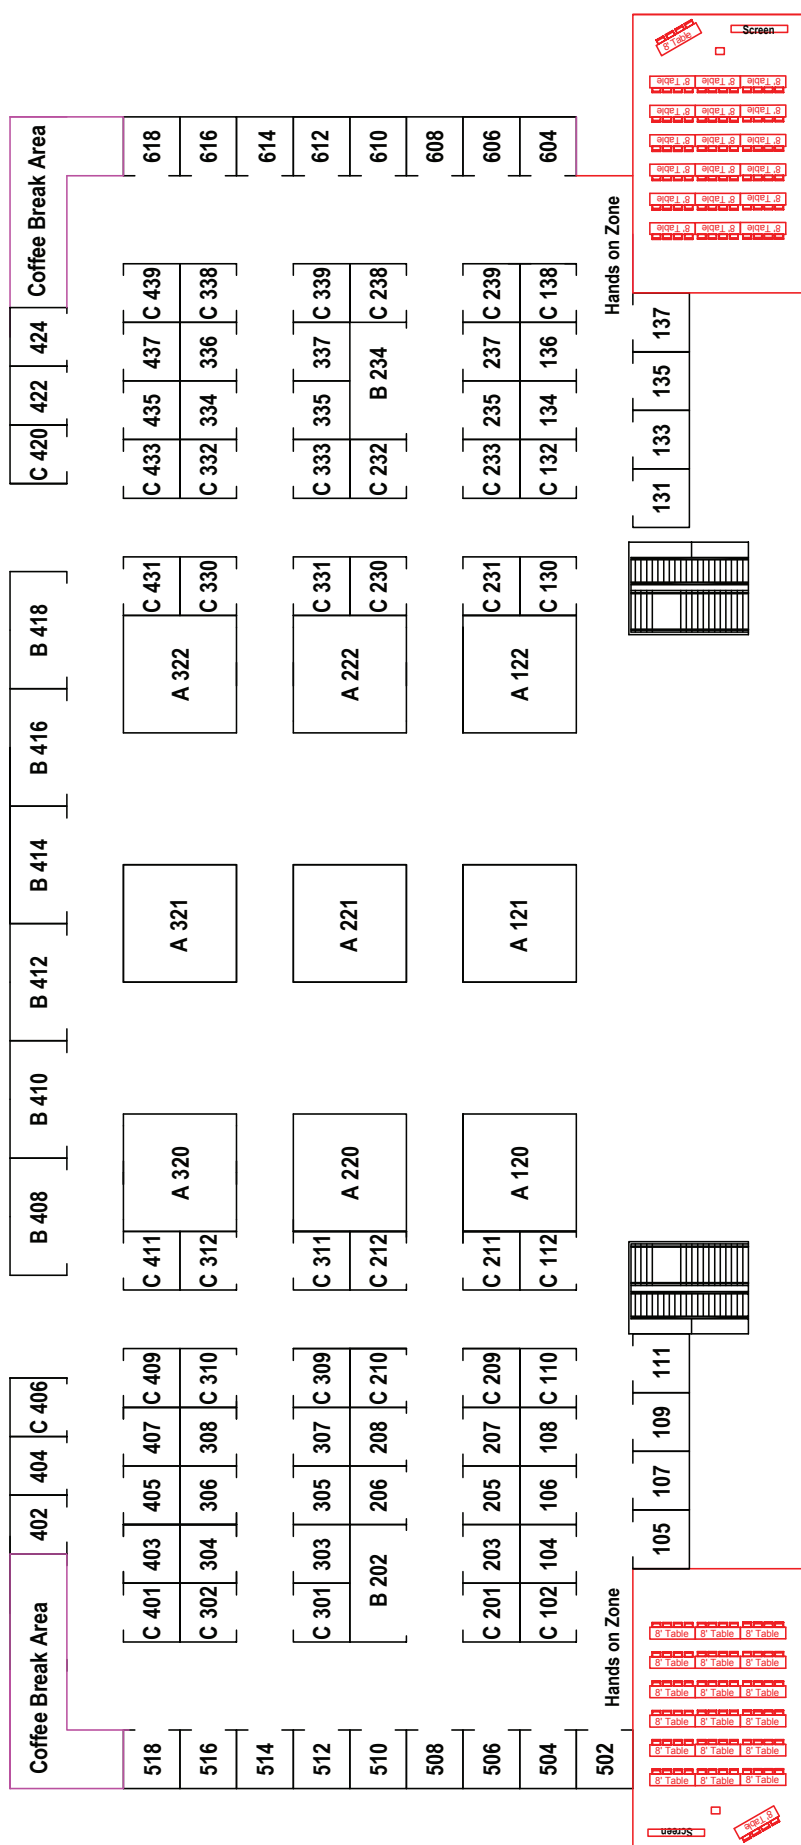 8' Table
Screen
8' Table 8' Table 8' Table
8' Table 8' Table 8' Table
8' Table 8' Table 8' Table
8' Table 8' Table 8' Table
8' Table 8' Table 8' Table
8' Table 8' Table 8' Table
Coffee Break Area
618
616
614
612
610
608
606
604
Hands on Zone
424
422
C 420
C 439
C 338
C 339
C 238
C 239
C 138
437
336
337
B 234
237
136
435
334
335
235
134
C 433
C 332
C 333
C 232
C 233
C 132
137
135
133
131
C 431
C 330
C 331
C 230
C 231
C 130
B 418
A 322
A 222
A 122
B 416
B 414
A 321
A 221
A 121
B 412
B 410
B 408
A 320
A 220
A 120
C 411
C 312
C 311
C 212
C 211
C 112
C 406
404
402
C 409
C 310
C 309
C 210
C 209
C 110
407
308
307
208
207
108
405
306
305
206
205
106
403
304
303
B 202
203
104
C 401
C 302
C 301
C 201
C 102
111
109
107
105
Coffee Break Area
Hands on Zone
518
516
514
512
510
508
506
504
502
8' Table 8' Table 8' Table
8' Table 8' Table 8' Table
8' Table 8' Table 8' Table
8' Table 8' Table 8' Table
8' Table 8' Table 8' Table
8' Table 8' Table 8' Table
Screen
8' Table